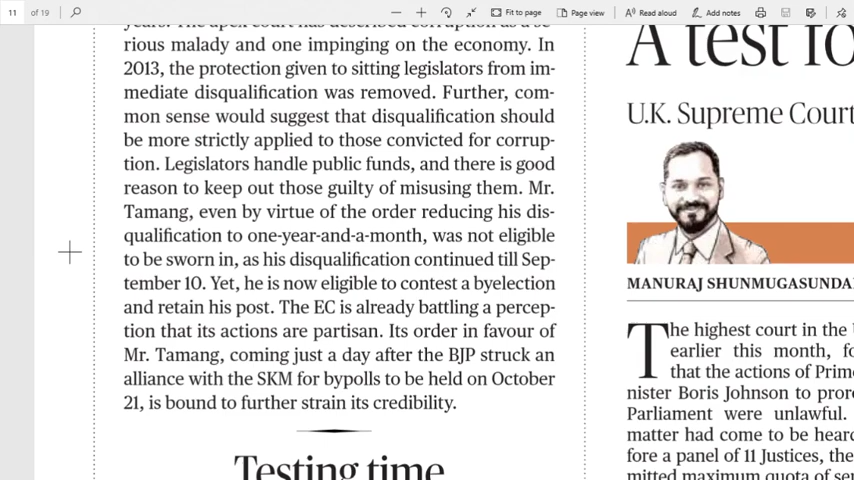 11 of 19
Fit to page
Page view
Read aloud
Add notes
rious malady and one impinging on the economy. In
2013, the protection given to sitting legislators from im-
mediate disqualification was removed. Further, com-
mon sense would suggest that disqualification should
be more strictly applied to those convicted for corrup-
tion. Legislators handle public funds, and there is good
reason to keep out those guilty of misusing them. Mr.
Tamang, even by virtue of the order reducing his dis-
qualification to one-year-and-a-month, was not eligible
to be sworn in, as his disqualification continued till Sep-
tember 10. Yet, he is now eligible to contest a byelection
and retain his post. The EC is already battling a percep-
tion that its actions are partisan. Its order in favour of
Mr. Tamang, coming just a day after the BJP struck an
alliance with the SKM for bypolls to be held on October
21, is bound to further strain its credibility.
Testing time
A test fo
U.K. Supreme Court
MANURAJ SHUNMUGASUNDA
The highest court in the
earlier this month, fo
that the actions of Prim
nister Boris Johnson to proro
Parliament were unlawful.
matter had come to be heard
fore a panel of 11 Justices, the
mitted maximum quota of ser